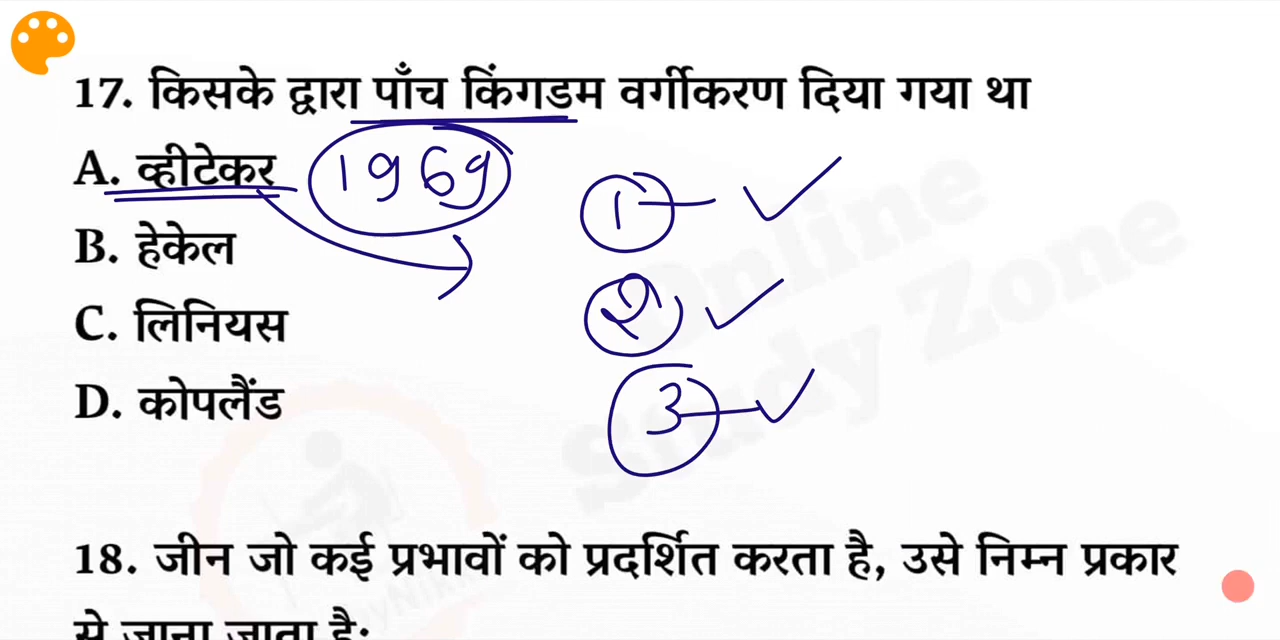 17. किसके द्वारा पाँच किंगडम वर्गीकरण दिया गया था
A. व्हीटेकर
1969
B. हेकेल
C. लिनियस
D. कोपलैंड
1
2
3
Online
Study Zone
18. जीन जो कई प्रभावों को प्रदर्शित करता है, उसे निम्न प्रकार
से जाना जाता है: